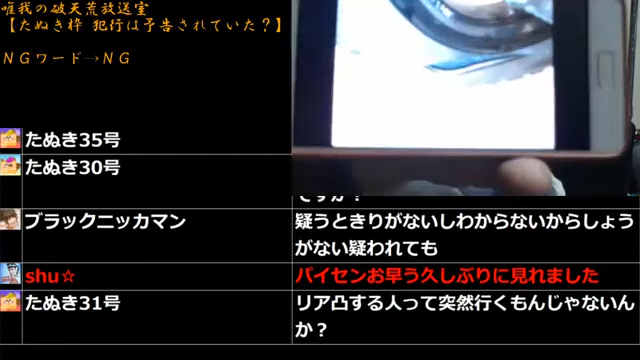 唯我の破天荒放送室
【たぬき枠 犯行は予告されていた？】
ＮＧワード→ＮＧ
たぬき35号
たぬき30号
ですか？
ブラックニッカマン
疑うときりがないしわからないからしょう
がない疑われても
shu☆
パイセンお早う久しぶりに見れました
たぬき31号
リア凸する人って突然行くもんじゃないん
か？